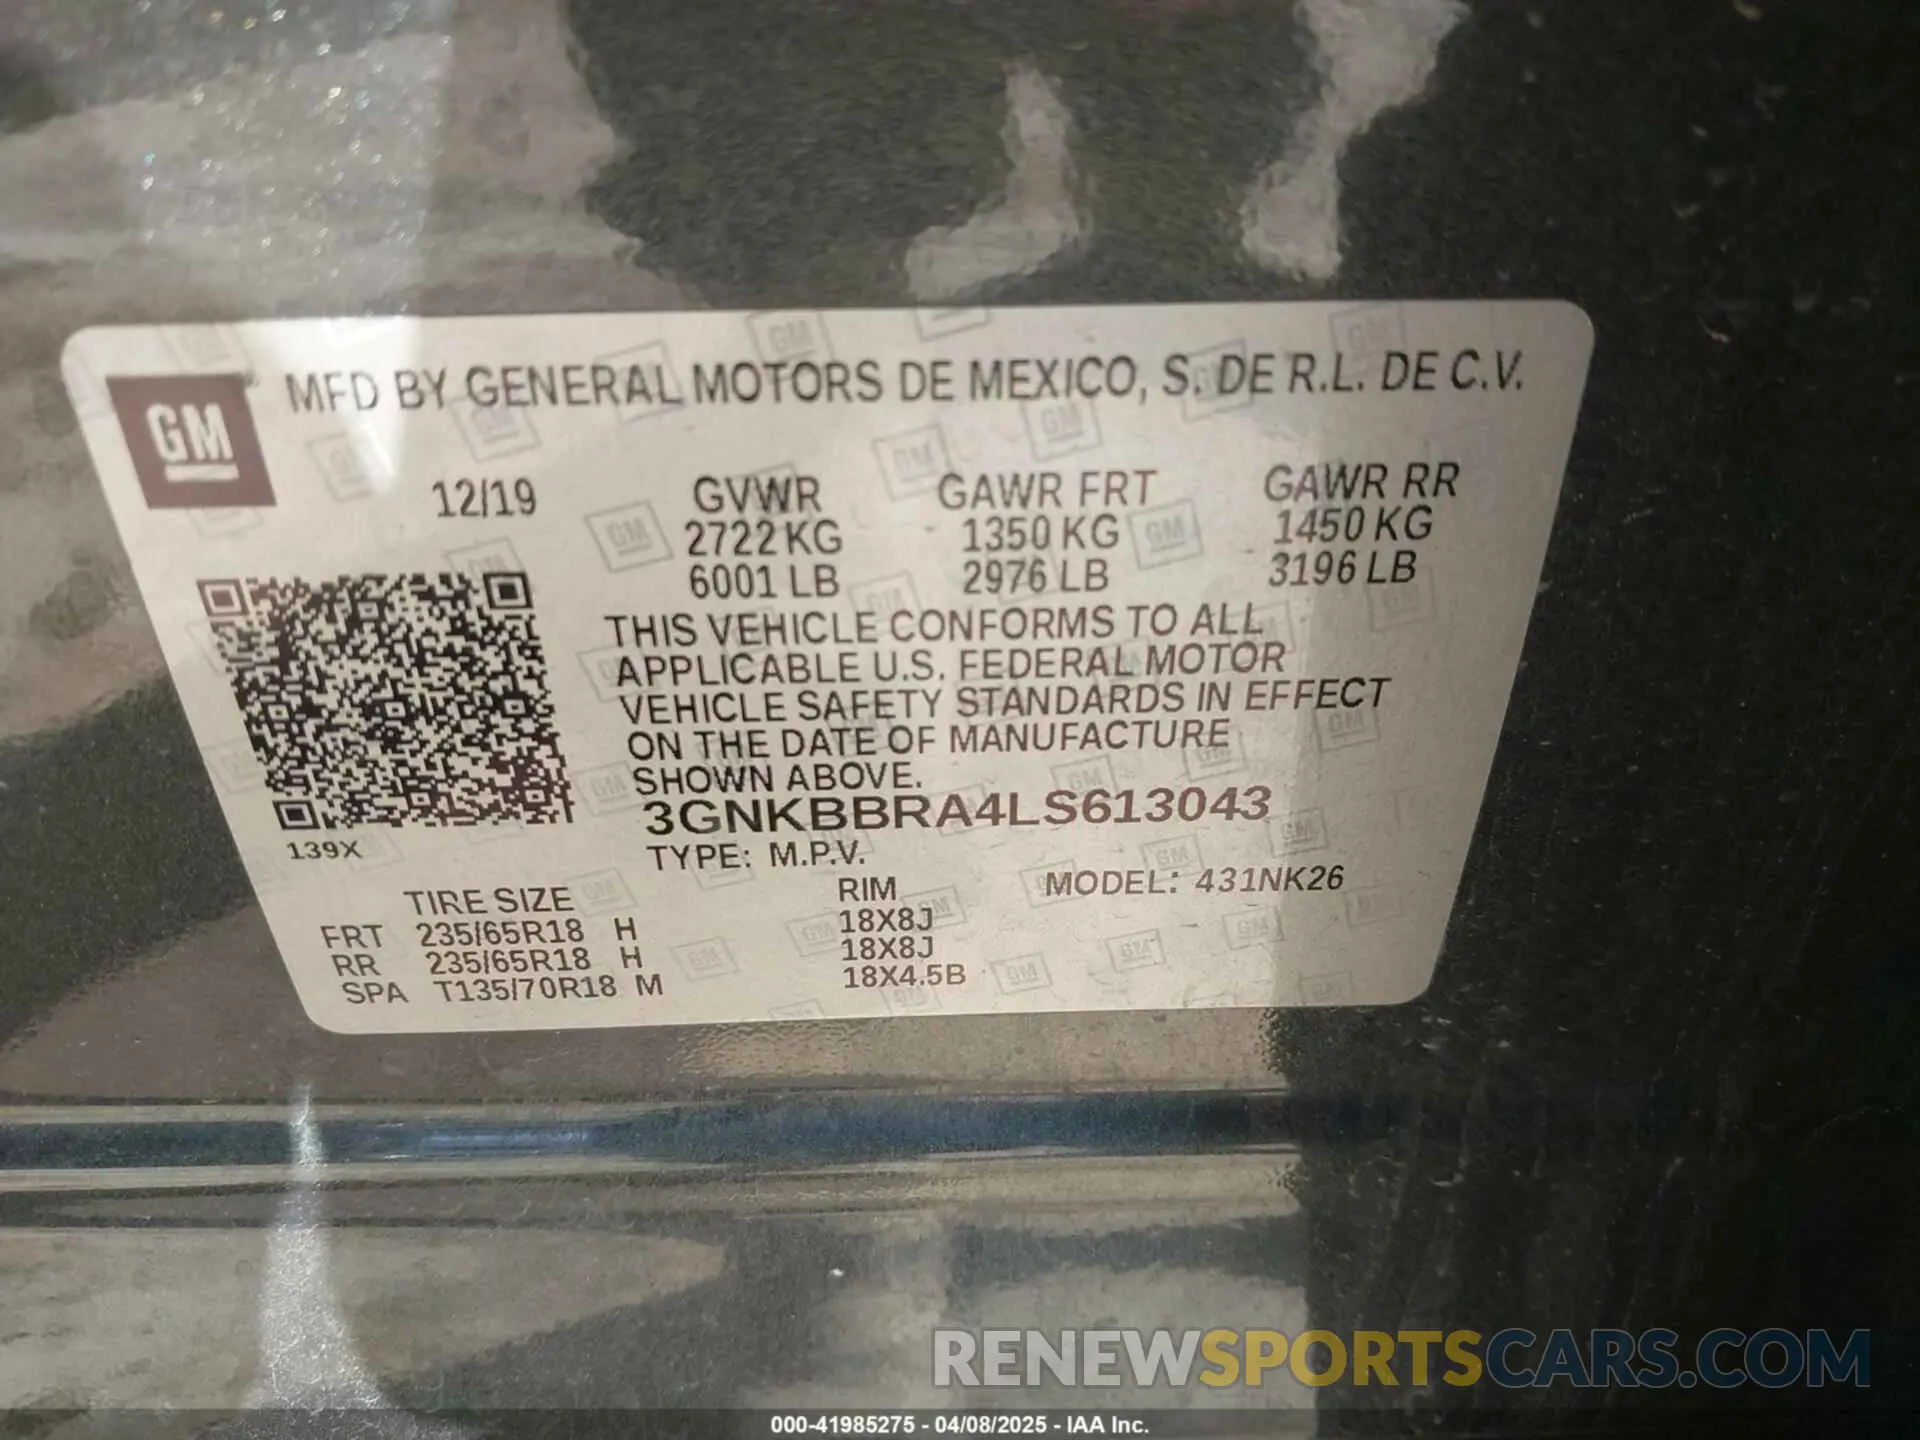 GM
MFD BY GENERAL MOTORS DE MEXICO, S. DE R.L. DE C.V.
12/19 GVWR GAWR FRT GAWR RR
2722 KG 1350 KG 1450 KG
6001 LB 2976 LB 3196 LB
THIS VEHICLE CONFORMS TO ALL
APPLICABLE U.S. FEDERAL MOTOR
VEHICLE SAFETY STANDARDS IN EFFECT
ON THE DATE OF MANUFACTURE
SHOWN ABOVE.
3GNKBBRA4LS613043
139X
TYPE: M.P.V.
TIRE SIZE RIM MODEL: 431NK26
FRT 235/65R18 H 18X8J
RR 235/65R18 H 18X8J
SPA T135/70R18 M 18X4.5B
RENEWSPORTSCARS.COM
000-41985275 - 04/08/2025 - IAA Inc.